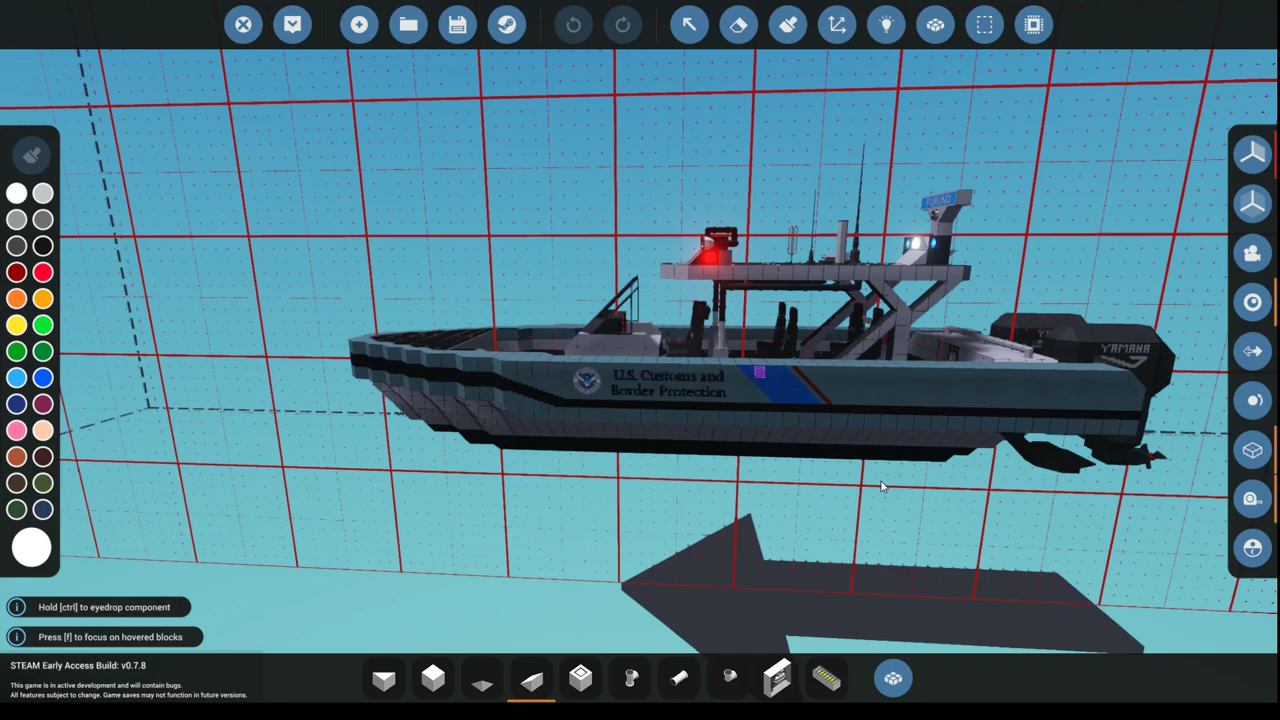 FURUNO
YAMAHA
U.S. Customs and
Border Protection
Hold [ctrl] to eyedrop component
Press [f] to focus on hovered blocks
STEAM Early Access Build: v0.7.8
This game is in active development and will contain bugs.
All features subject to change. Game saves may not function in future versions.